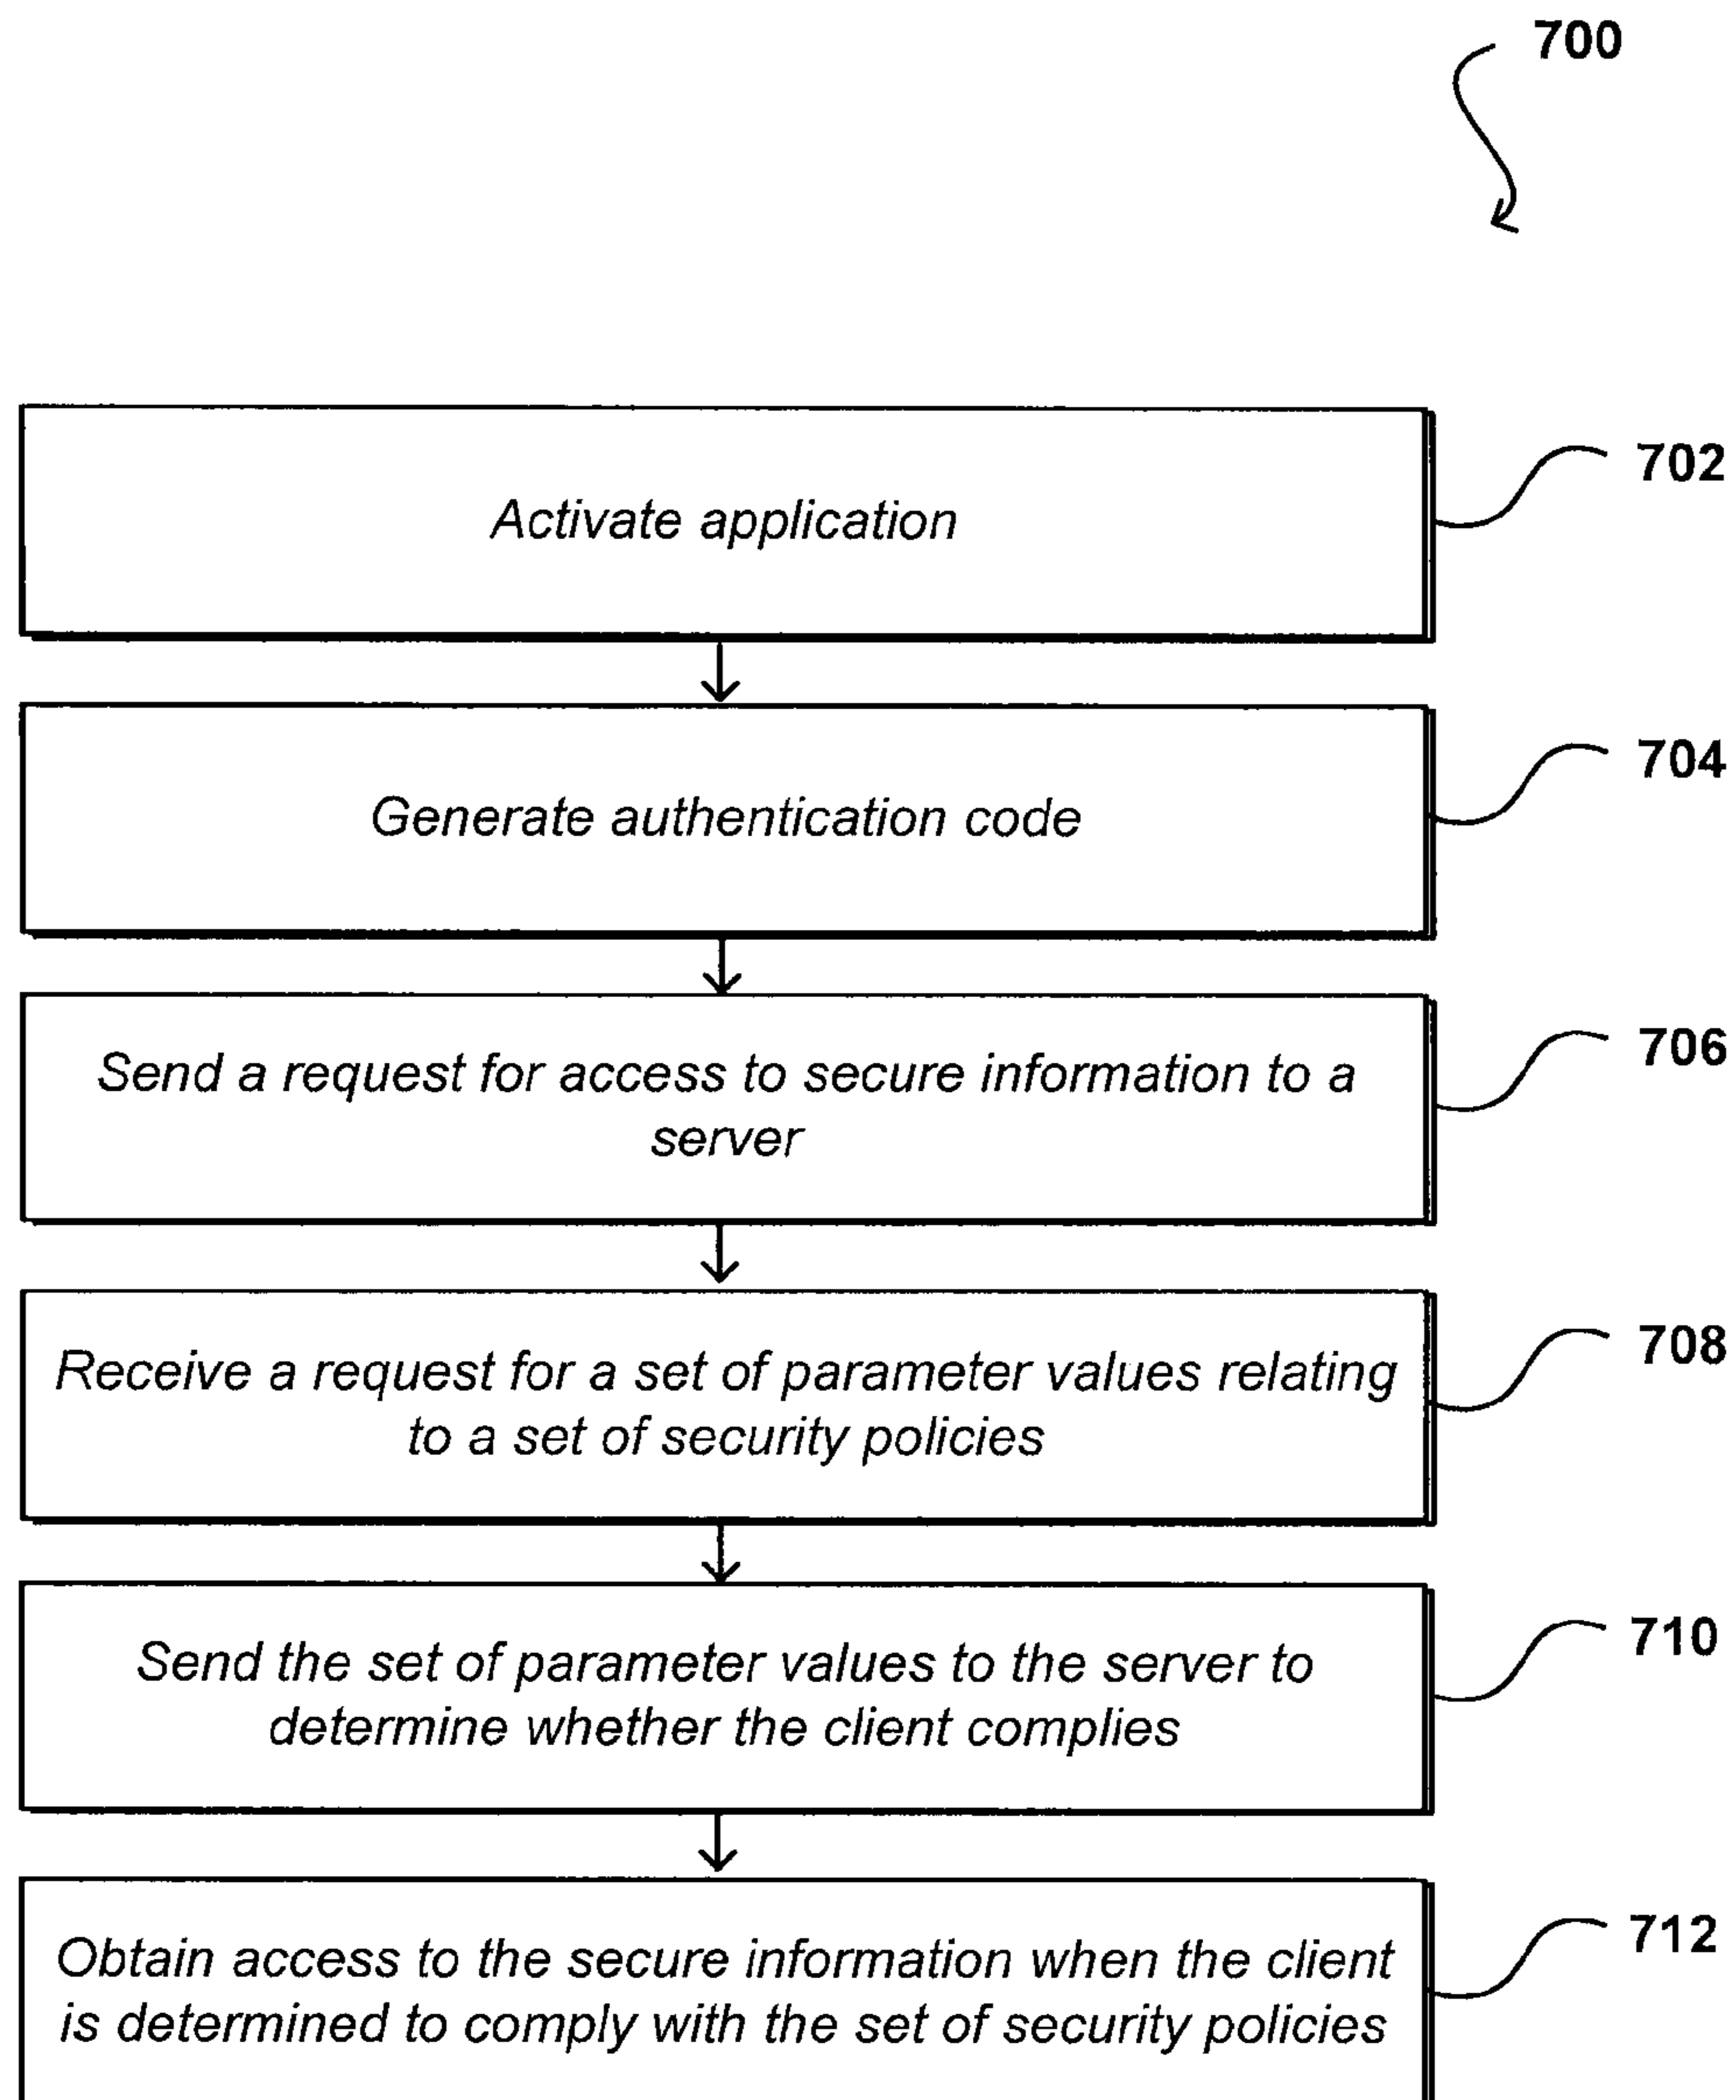 700
Activate application
702
Generate authentication code
704
Send a request for access to secure information to a
server
706
Receive a request for a set of parameter values relating
to a set of security policies
708
Send the set of parameter values to the server to
determine whether the client complies
710
Obtain access to the secure information when the client
is determined to comply with the set of security policies
712